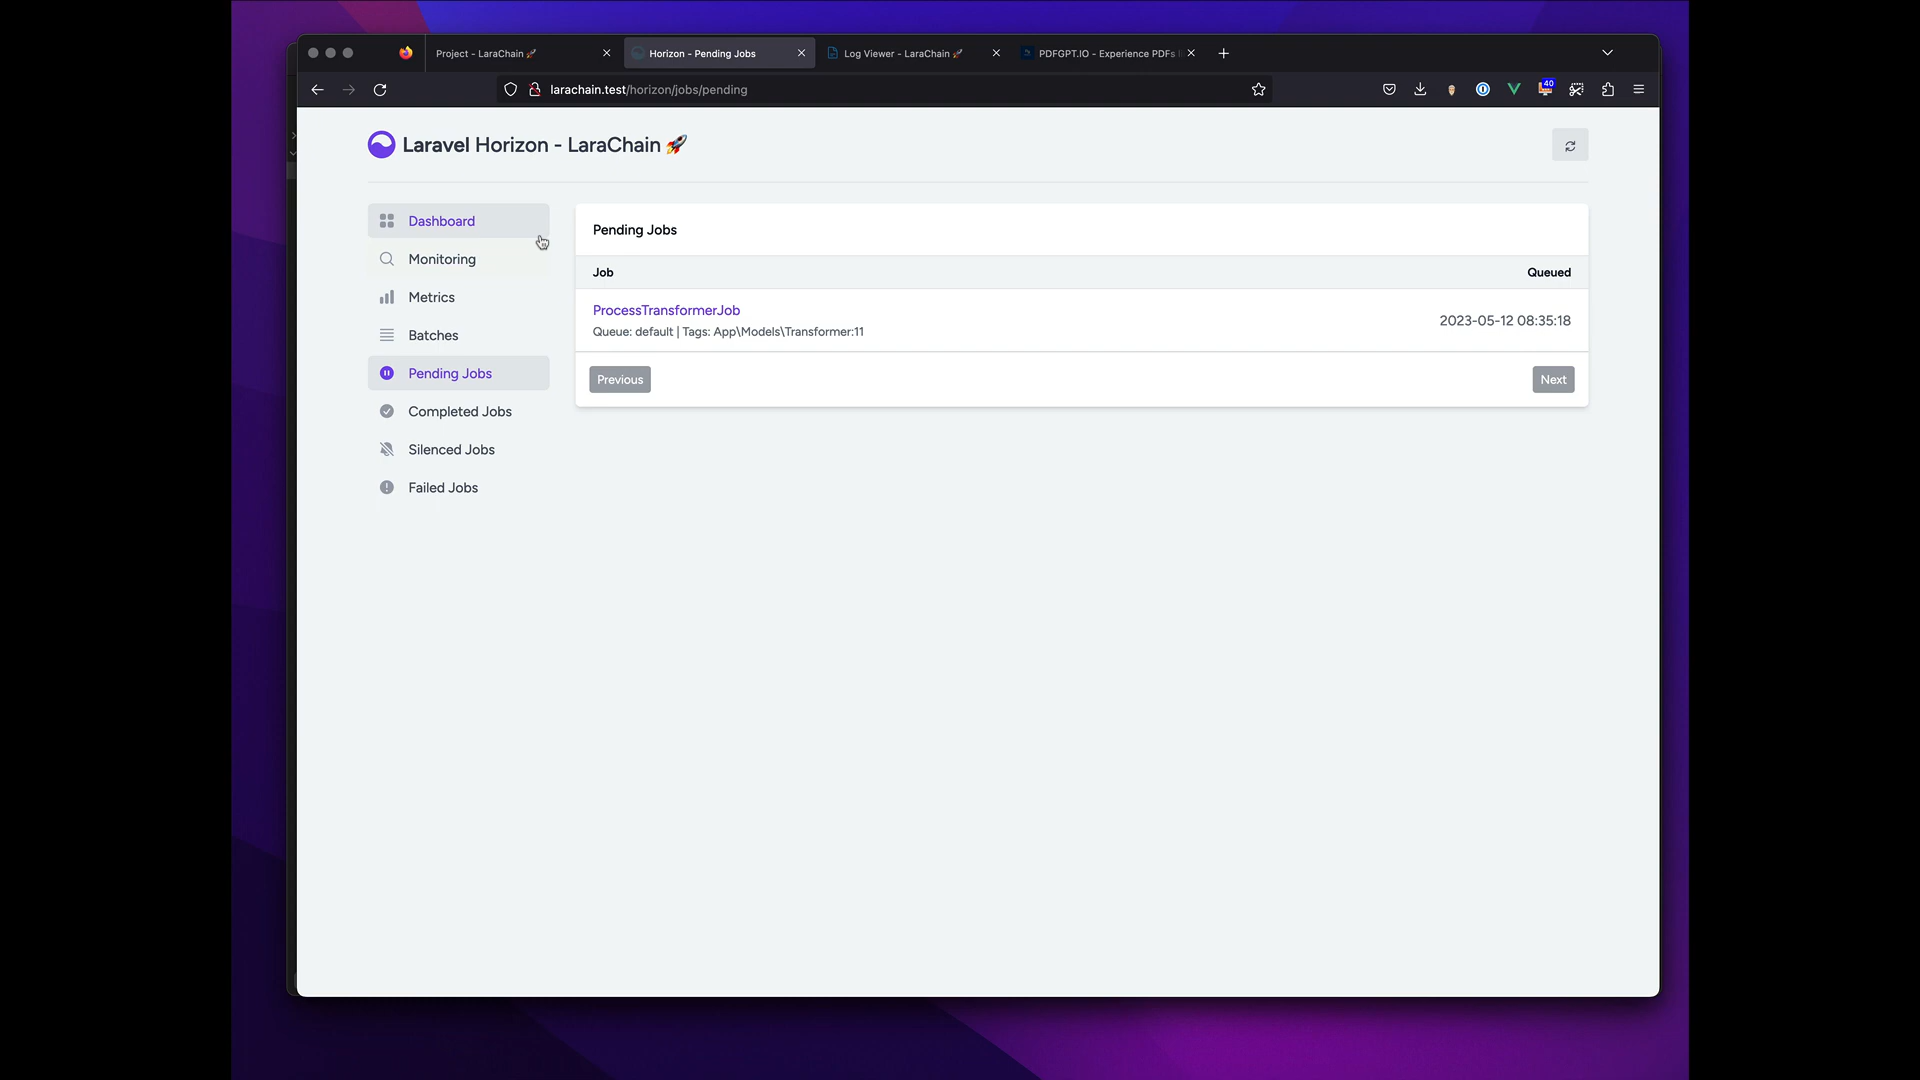 Project - LaraChain 🚀
Horizon - Pending Jobs
Log Viewer - LaraChain 🚀
PDFGPT.IO - Experience PDFs
larachain.test/horizon/jobs/pending
40
Laravel Horizon - LaraChain 🚀
Dashboard
Monitoring
Metrics
Batches
Pending Jobs
Completed Jobs
Silenced Jobs
Failed Jobs
Pending Jobs
Job Queued
ProcessTransformerJob
Queue: default | Tags: App\Models\Transformer:11
2023-05-12 08:35:18
Previous Next